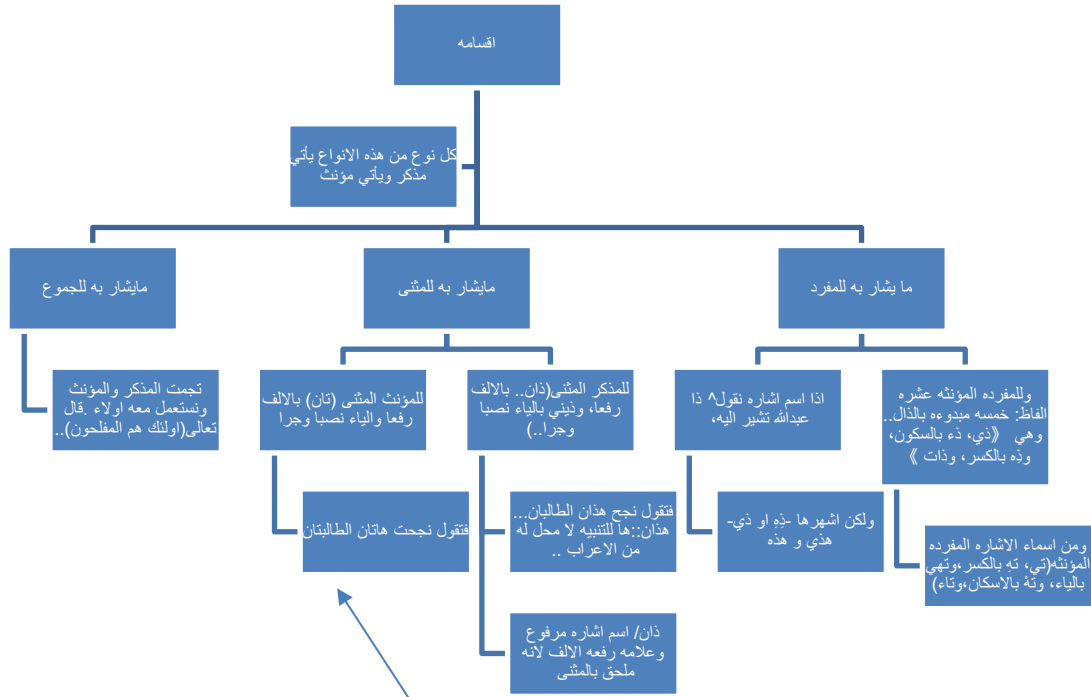 اقسامه
كل نوع من هذه الانواع يأتي
مذكر ويأتي مؤنث
ما يشار به للمفرد
وللمفرده المؤنثه عشره
الفاظ: خمسه مبدوءه بالذال..
وهي 《ذي، ذء بالسكون،
وذِه بالكسر، وذات 》
ومن اسماء الاشاره المفرده
المؤنثه(تي، تهِ بالكسر،وتهي
بالياء، وتهْ بالاسكان،وتاء)
اذا اسم اشاره نقول^ ذا
عبدالله تشير اليه،
ولكن اشهرها -ذِهِ او ذي-
هذي و هذه
مايشار به للمثنى
للمذكر المثنى(ذان.. بالالف
رفعا، وذيني بالياء نصبا
وجرا..)
فتقول نجح هذان الطالبان...
هذان::ها للتنبيه لا محل له
من الاعراب ..
ذان/ اسم اشاره مرفوع
وعلامه رفعه الالف لانه
ملحق بالمثنى
للمؤنث المثنى (تان) بالالف
رفعا والياء نصبا وجرا
فتقول نجحت هاتان الطالبتان
مايشار به للجموع
تجمت المذكر والمؤنث
ونستعمل معه اولاء .قال
تعالى(اولئك هم المفلحون)..